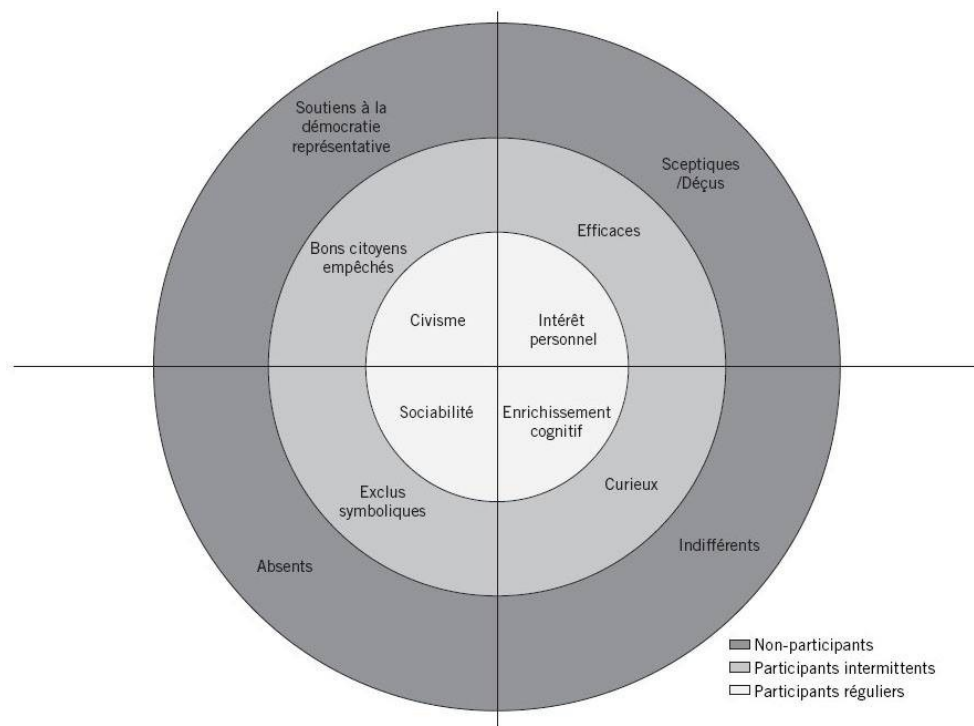 Soutiens à la
démocratie
représentative
Sceptiques
/Déçus
Efficaces
Bons citoyens
empêchés
Civisme
Intérêt
personnel
Sociabilité
Enrichissement
cognitif
Curieux
Exclus
symboliques
Indifférents
Absents
Non-participants
Participants intermittents
Participants réguliers